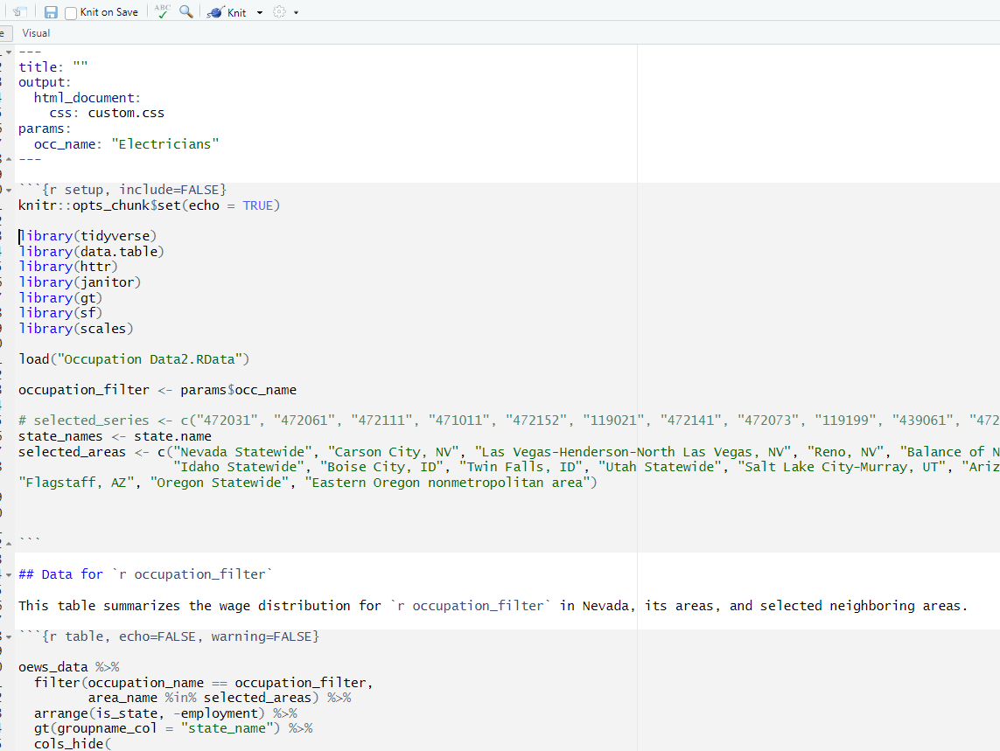 Knit on Save ABC Knit
Visual
---
title: ""
output:
  html_document:
    css: custom.css
params:
  occ_name: "Electricians"
---
```{r setup, include=FALSE}
knitr::opts_chunk$set(echo = TRUE)
library(tidyverse)
library(data.table)
library(httr)
library(janitor)
library(gt)
library(sf)
library(scales)
load("Occupation Data2.RData")
occupation_filter <- params$occ_name
# selected_series <- c("472031", "472061", "472111", "471011", "472152", "119021", "472141", "472073", "119199", "439061", "472
state_names <- state.name
selected_areas <- c("Nevada Statewide", "Carson City, NV", "Las Vegas-Henderson-North Las Vegas, NV", "Reno, NV", "Balance of N
"Idaho Statewide", "Boise City, ID", "Twin Falls, ID", "Utah Statewide", "Salt Lake City-Murray, UT", "Ariz
"Flagstaff, AZ", "Oregon Statewide", "Eastern Oregon nonmetropolitan area")
```
## Data for `r occupation_filter`
This table summarizes the wage distribution for `r occupation_filter` in Nevada, its areas, and selected neighboring areas.
```{r table, echo=FALSE, warning=FALSE}
oews_data %>%
  filter(occupation_name == occupation_filter,
         area_name %in% selected_areas) %>%
  arrange(is_state, -employment) %>%
  gt(groupname_col = "state_name") %>%
  cols_hide(